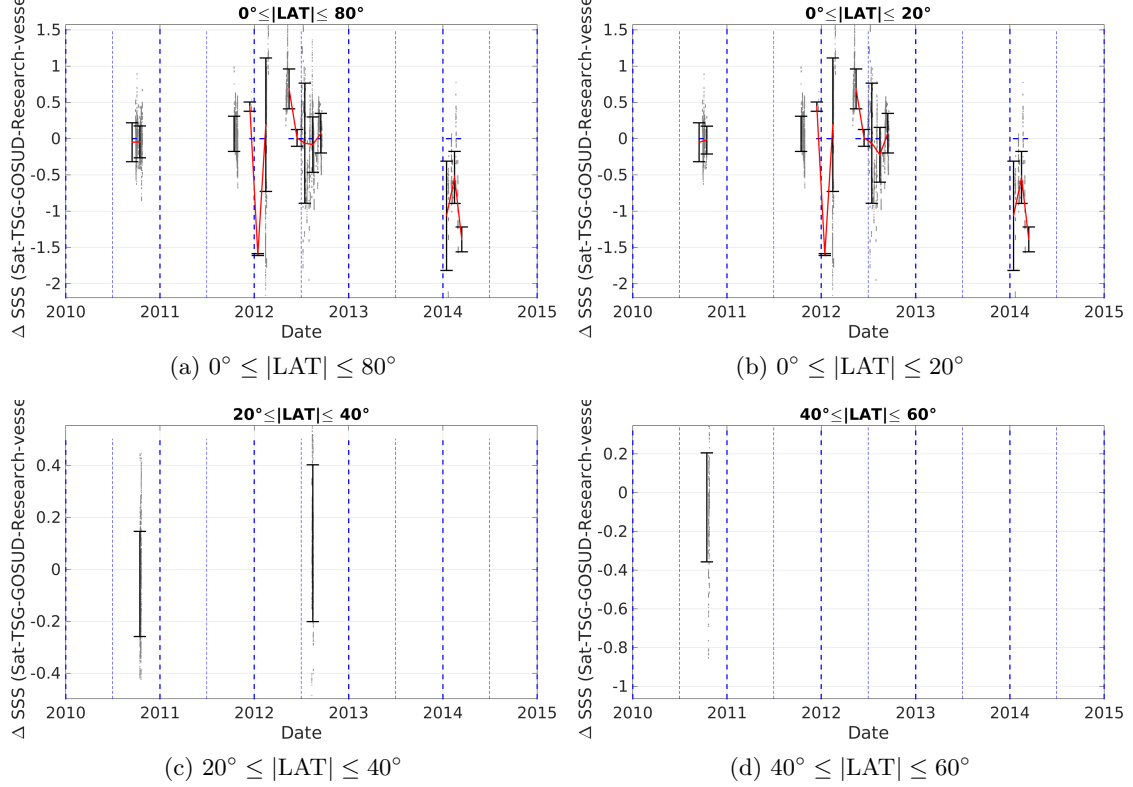 0°≤|LAT|≤ 80°
Δ SSS (Sat-TSG-GOSUD-Research-vessel
1.5
1
0.5
0
-0.5
-1
-1.5
-2
2010 2011 2012 2013 2014 2015
Date
(a) 0° ≤ |LAT| ≤ 80°
0°≤|LAT|≤ 20°
Δ SSS (Sat-TSG-GOSUD-Research-vessel
1.5
1
0.5
0
-0.5
-1
-1.5
-2
2010 2011 2012 2013 2014 2015
Date
(b) 0° ≤ |LAT| ≤ 20°
20°≤|LAT|≤ 40°
Δ SSS (Sat-TSG-GOSUD-Research-vesse
0.4
0.2
0
-0.2
-0.4
2010 2011 2012 2013 2014 2015
Date
(c) 20° ≤ |LAT| ≤ 40°
40°≤|LAT|≤ 60°
Δ SSS (Sat-TSG-GOSUD-Research-vesse
0.2
0
-0.2
-0.4
-0.6
-0.8
-1
2010 2011 2012 2013 2014 2015
Date
(d) 40° ≤ |LAT| ≤ 60°